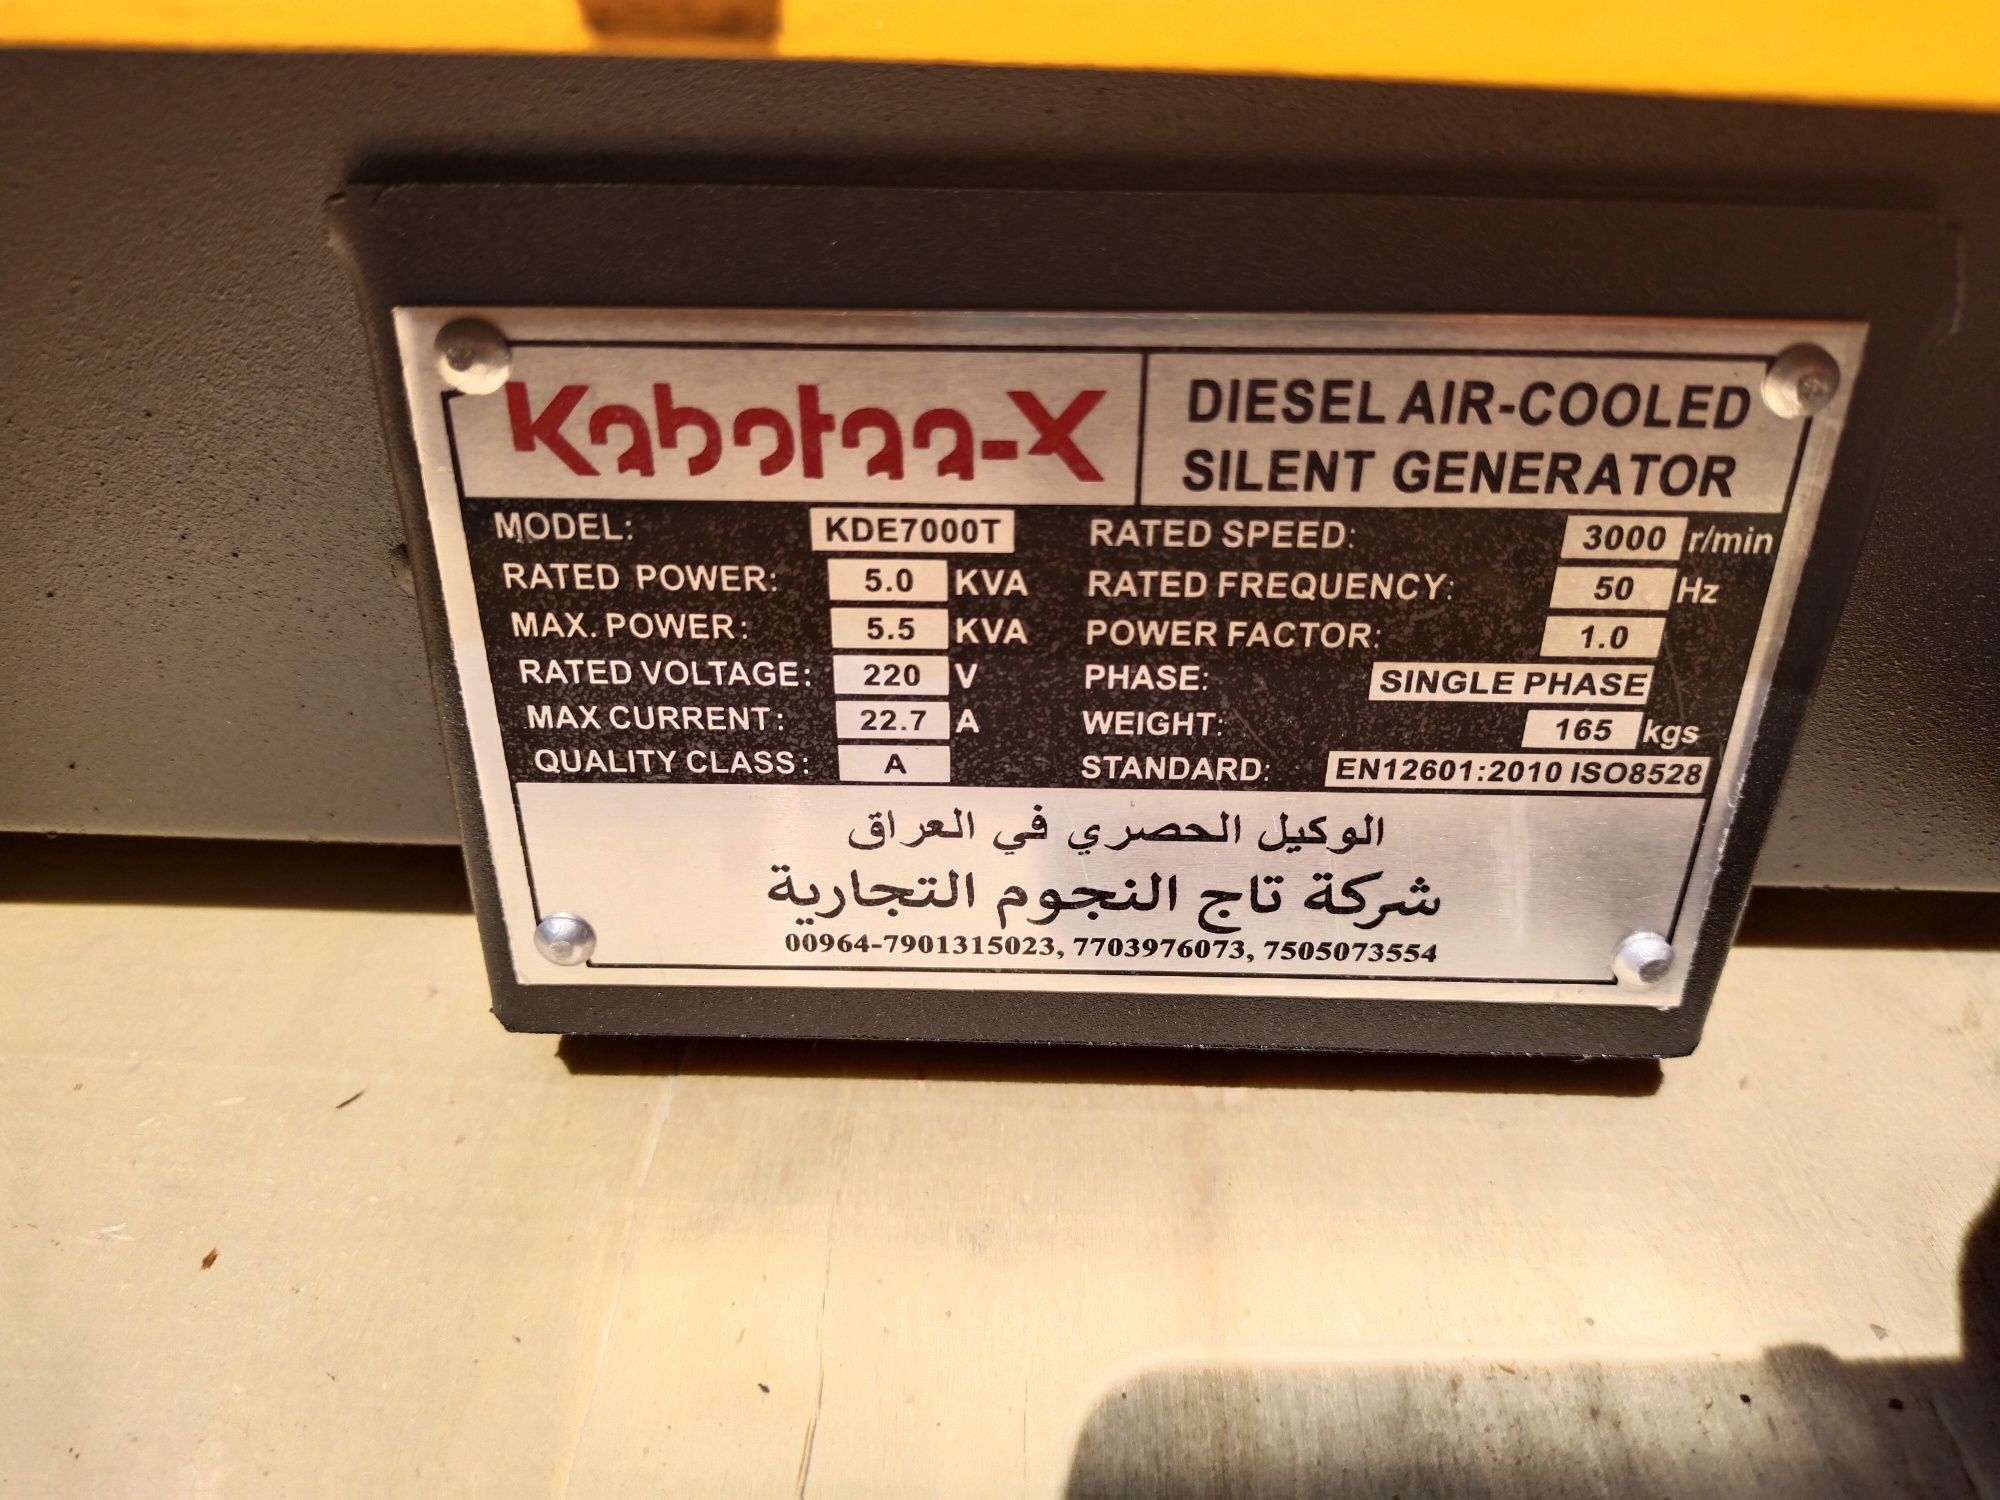 Kabotaa-X
DIESEL AIR-COOLED
SILENT GENERATOR
MODEL: KDE7000T
RATED POWER: 5.0 KVA
MAX. POWER: 5.5 KVA
RATED VOLTAGE: 220 V
MAX CURRENT: 22.7 A
QUALITY CLASS: A
RATED SPEED: 3000 r/min
RATED FREQUENCY: 50 Hz
POWER FACTOR: 1.0
PHASE: SINGLE PHASE
WEIGHT: 165 kgs
STANDARD: EN12601:2010 ISO8528
الوكيل الحصري في العراق
شركة تاج النجوم التجارية
00964-7901315023, 7703976073, 7505073554